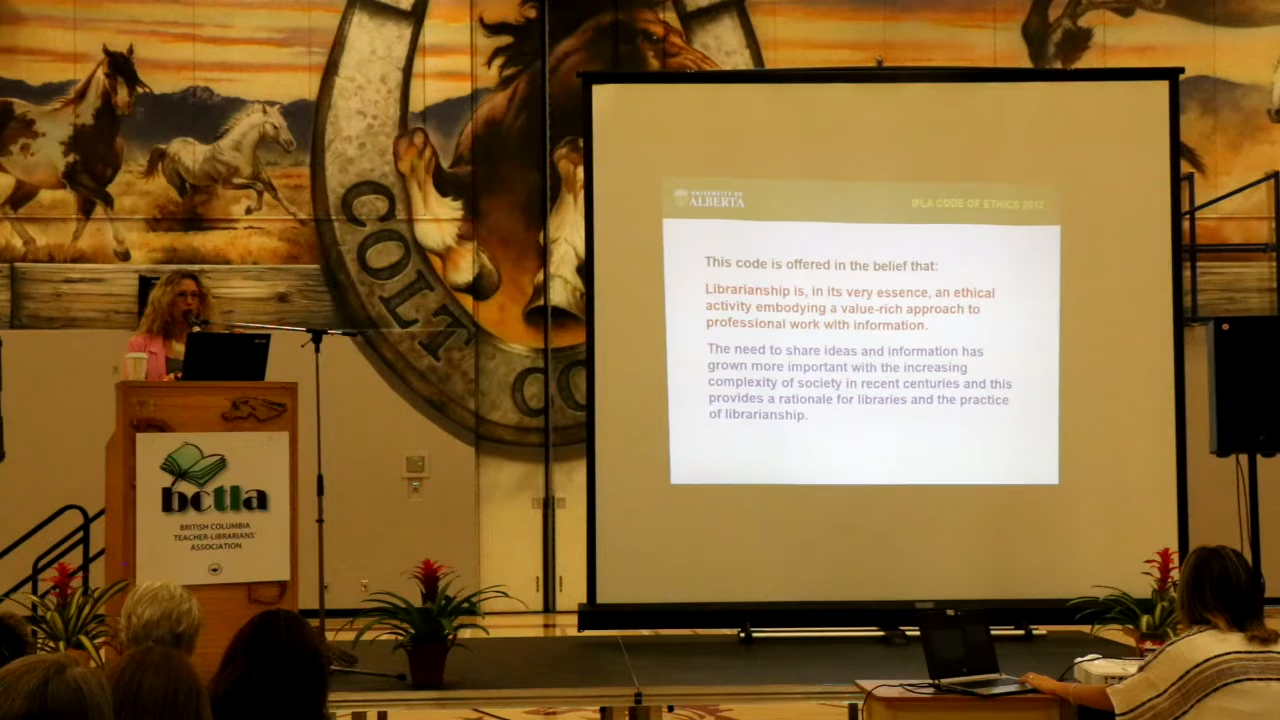 COLT CO
UNIVERSITY OF
ALBERTA
IFLA CODE OF ETHICS 2012
This code is offered in the belief that:
Librarianship is, in its very essence, an ethical
activity embodying a value-rich approach to
professional work with information.
The need to share ideas and information has
grown more important with the increasing
complexity of society in recent centuries and this
provides a rationale for libraries and the practice
of librarianship.
bctla
BRITISH COLUMBIA
TEACHER-LIBRARIANS'
ASSOCIATION